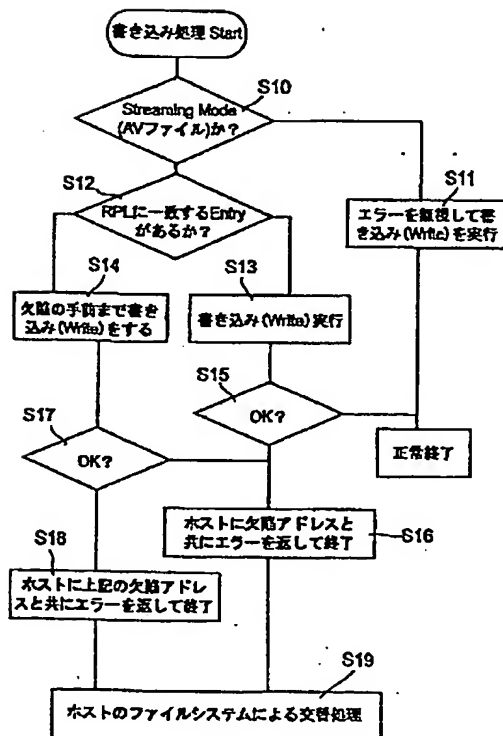 書き込み処理 Start
S10
Streaming Mode
(AVファイル)か?
S12
RPLに一致するEntry
があるか?
S11
エラーを無視して書
き込み(Write)を実行
S14
欠陥の手前まで書き
込み(Write)をする
S13
書き込み(Write)実行
S15
OK?
S17
OK?
正常終了
ホストに欠陥アドレスと
共にエラーを返して終了
S16
S18
ホストに上記の欠陥アドレ
スと共にエラーを返して終了
S19
ホストのファイルシステムによる交替処理